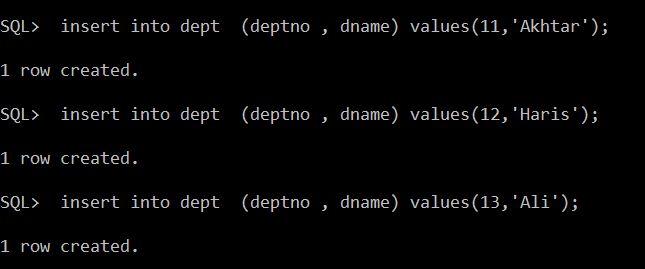 SQL>  insert into dept  (deptno , dname) values(11,'Akhtar');
1 row created.
SQL>  insert into dept  (deptno , dname) values(12,'Haris');
1 row created.
SQL>  insert into dept  (deptno , dname) values(13,'Ali');
1 row created.